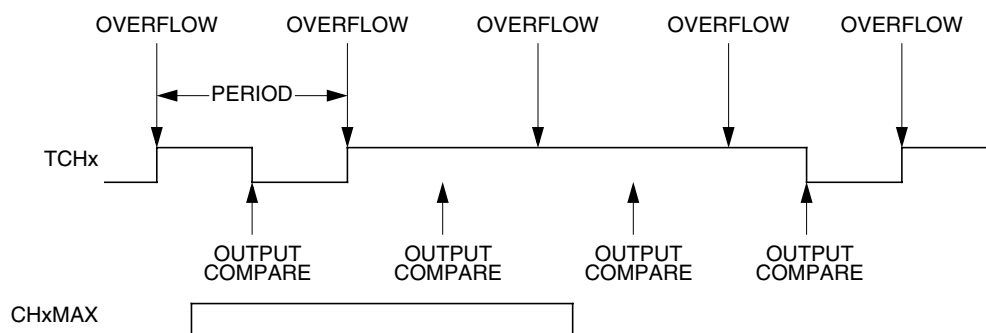 OVERFLOW OVERFLOW OVERFLOW OVERFLOW OVERFLOW
PERIOD
TCHx
OUTPUT OUTPUT OUTPUT OUTPUT
COMPARE COMPARE COMPARE COMPARE
CHxMAX